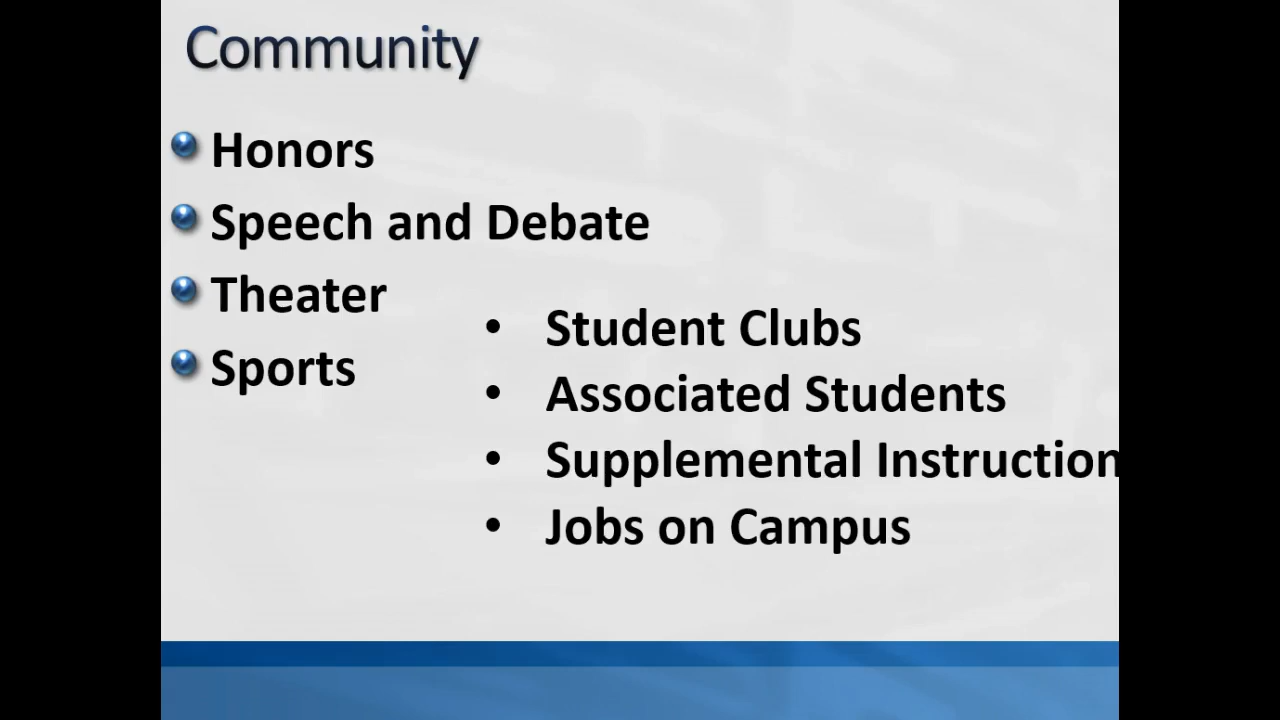 Community
Honors
Speech and Debate
Theater
Sports
• Student Clubs
• Associated Students
• Supplemental Instruction
• Jobs on Campus